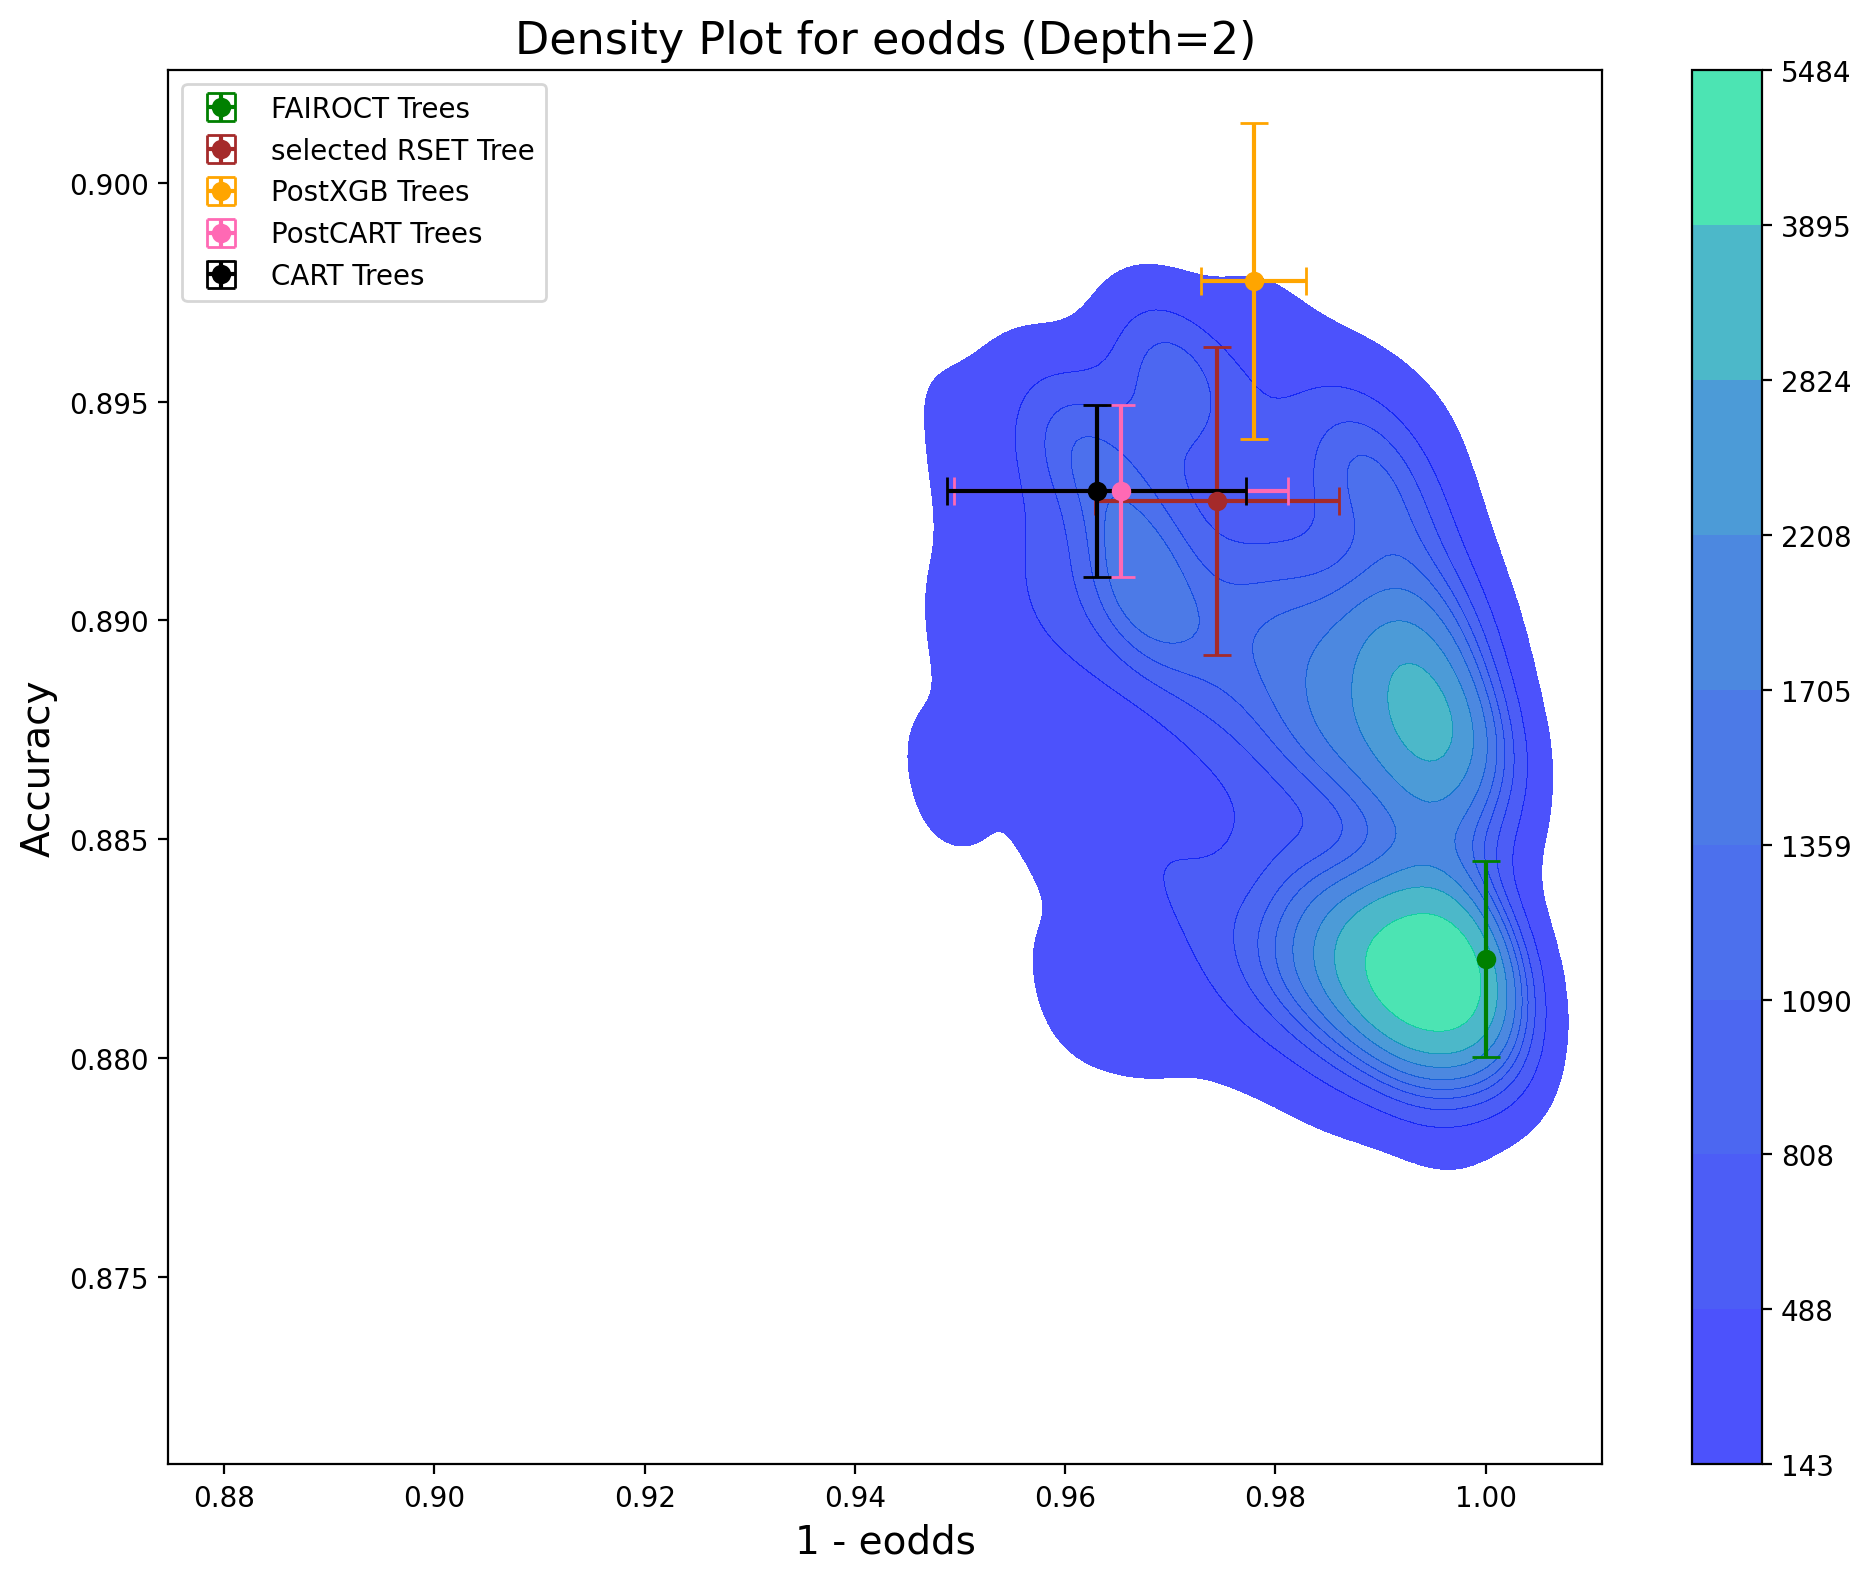 Density Plot for eodds (Depth=2)
FAIROCT Trees
selected RSET Tree
PostXGB Trees
PostCART Trees
CART Trees
0.900
0.895
0.890
0.885
0.880
0.875
Accuracy
0.88 0.90 0.92 0.94 0.96 0.98 1.00
1 - eodds
5484
3895
2824
2208
1705
1359
1090
808
488
143